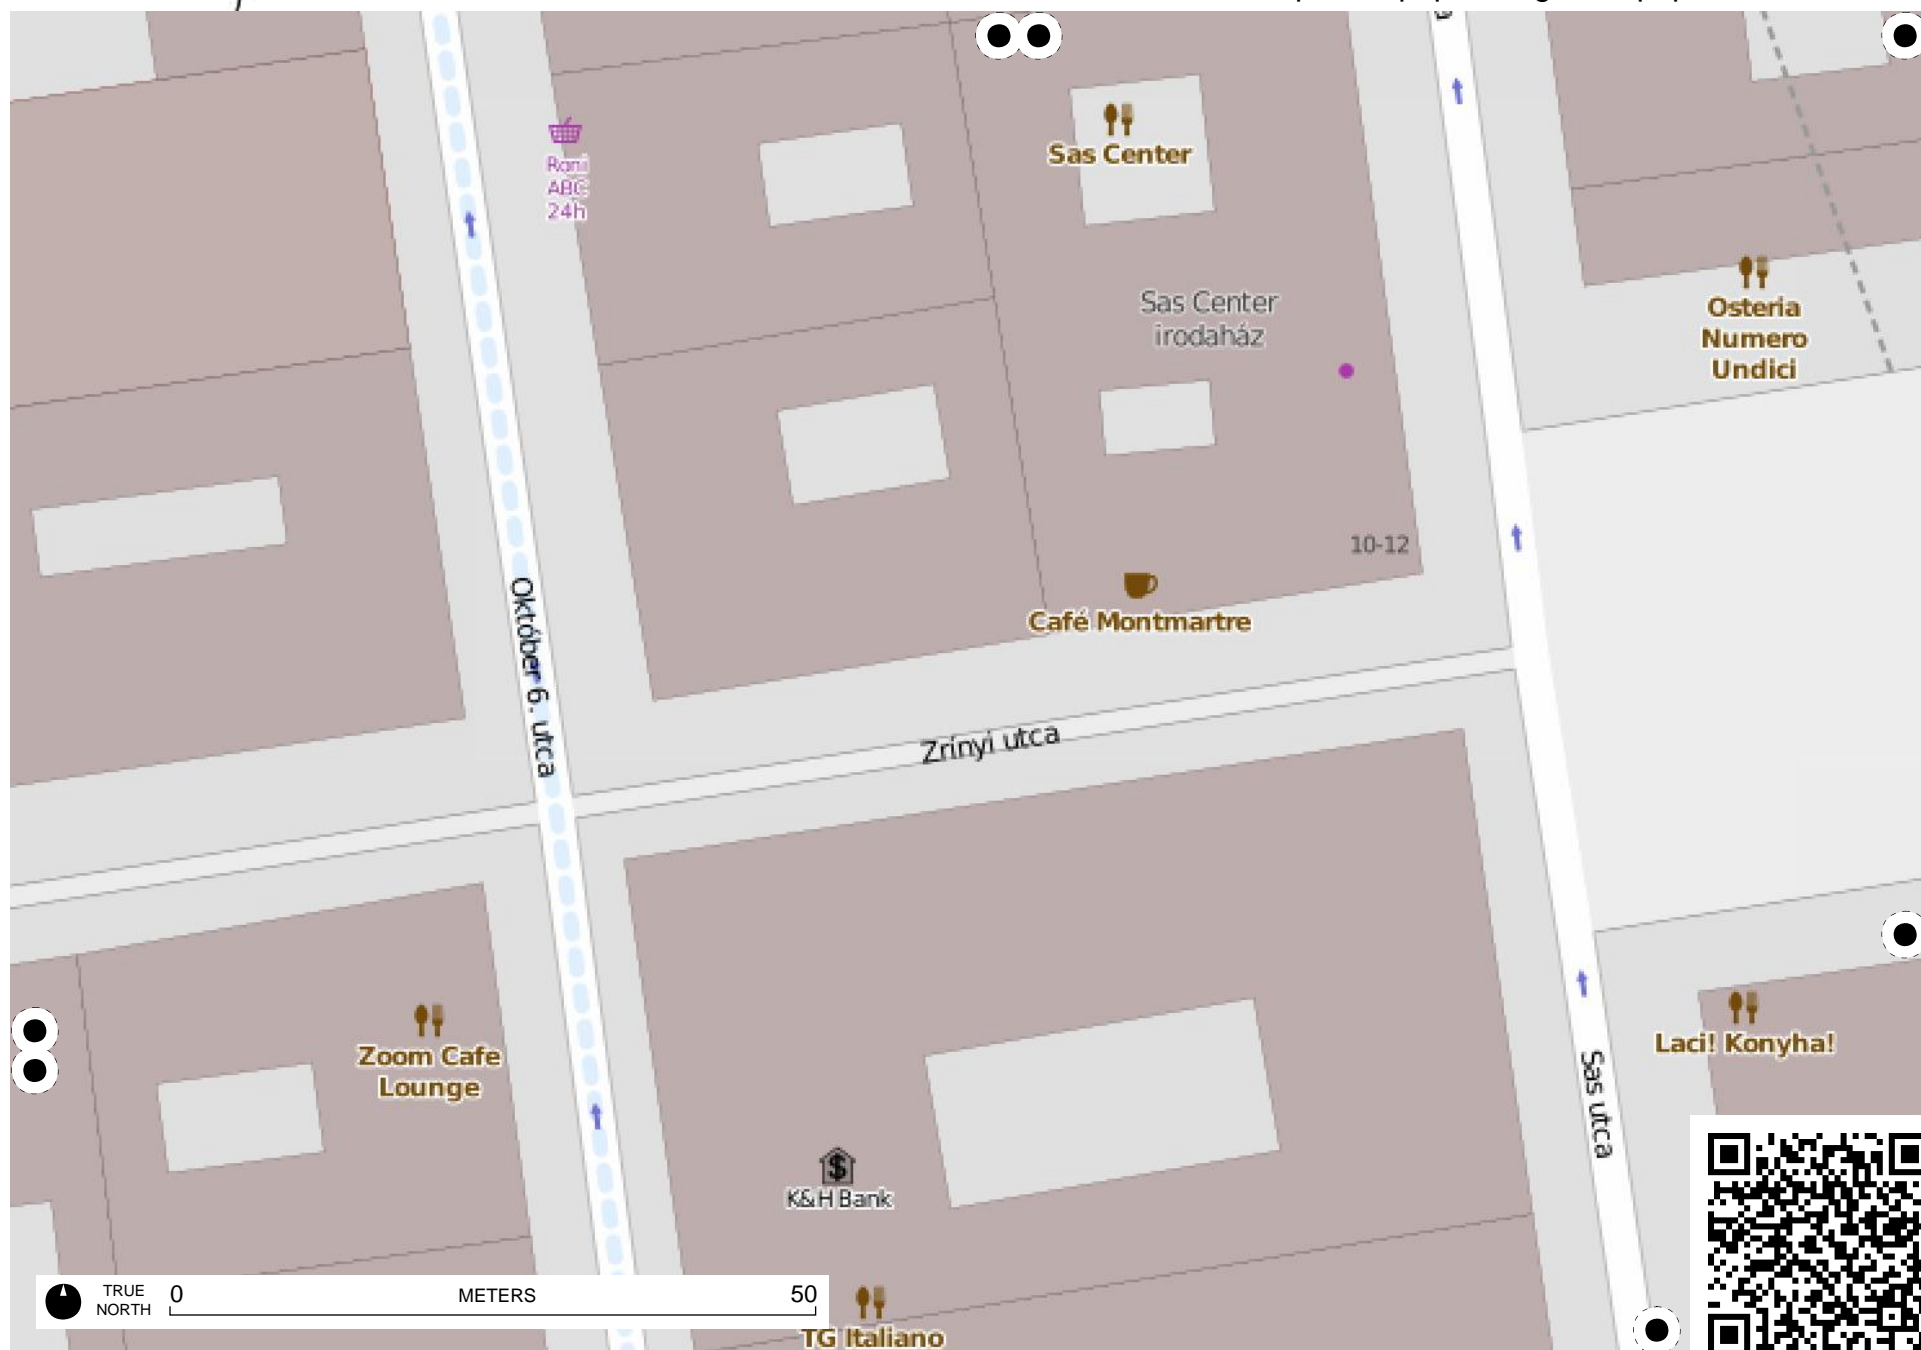 Sas Center
Roni
ABC
24h
Sas Center
irodaház
Osteria
Numero
Undici
10-12
Café Montmartre
Október 6. utca
Zrínyi utca
Zoom Cafe
Lounge
Laci! Konyha!
Sas utca
K&H Bank
TRUE
NORTH
0 METERS 50
TG Italiano